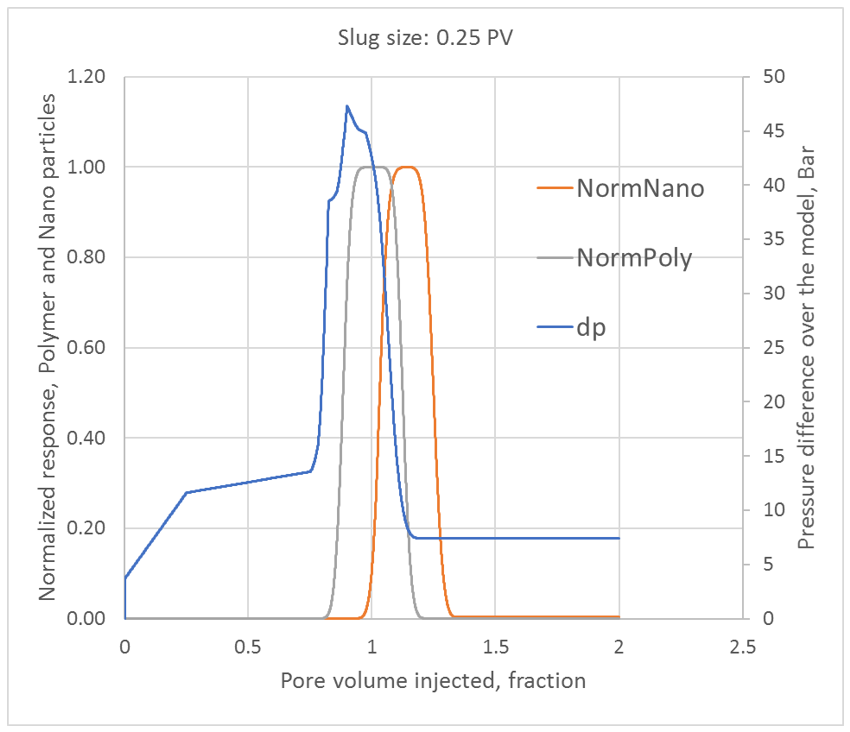 Slug size: 0.25 PV
Normalized response, Polymer and Nano particles
1.20
1.00
0.80
0.60
0.40
0.20
0.00
NormNano
NormPoly
dp
50
45
40
35
30
25
20
15
10
5
0
Pressure difference over the model, Bar
0 0.5 1 1.5 2 2.5
Pore volume injected, fraction